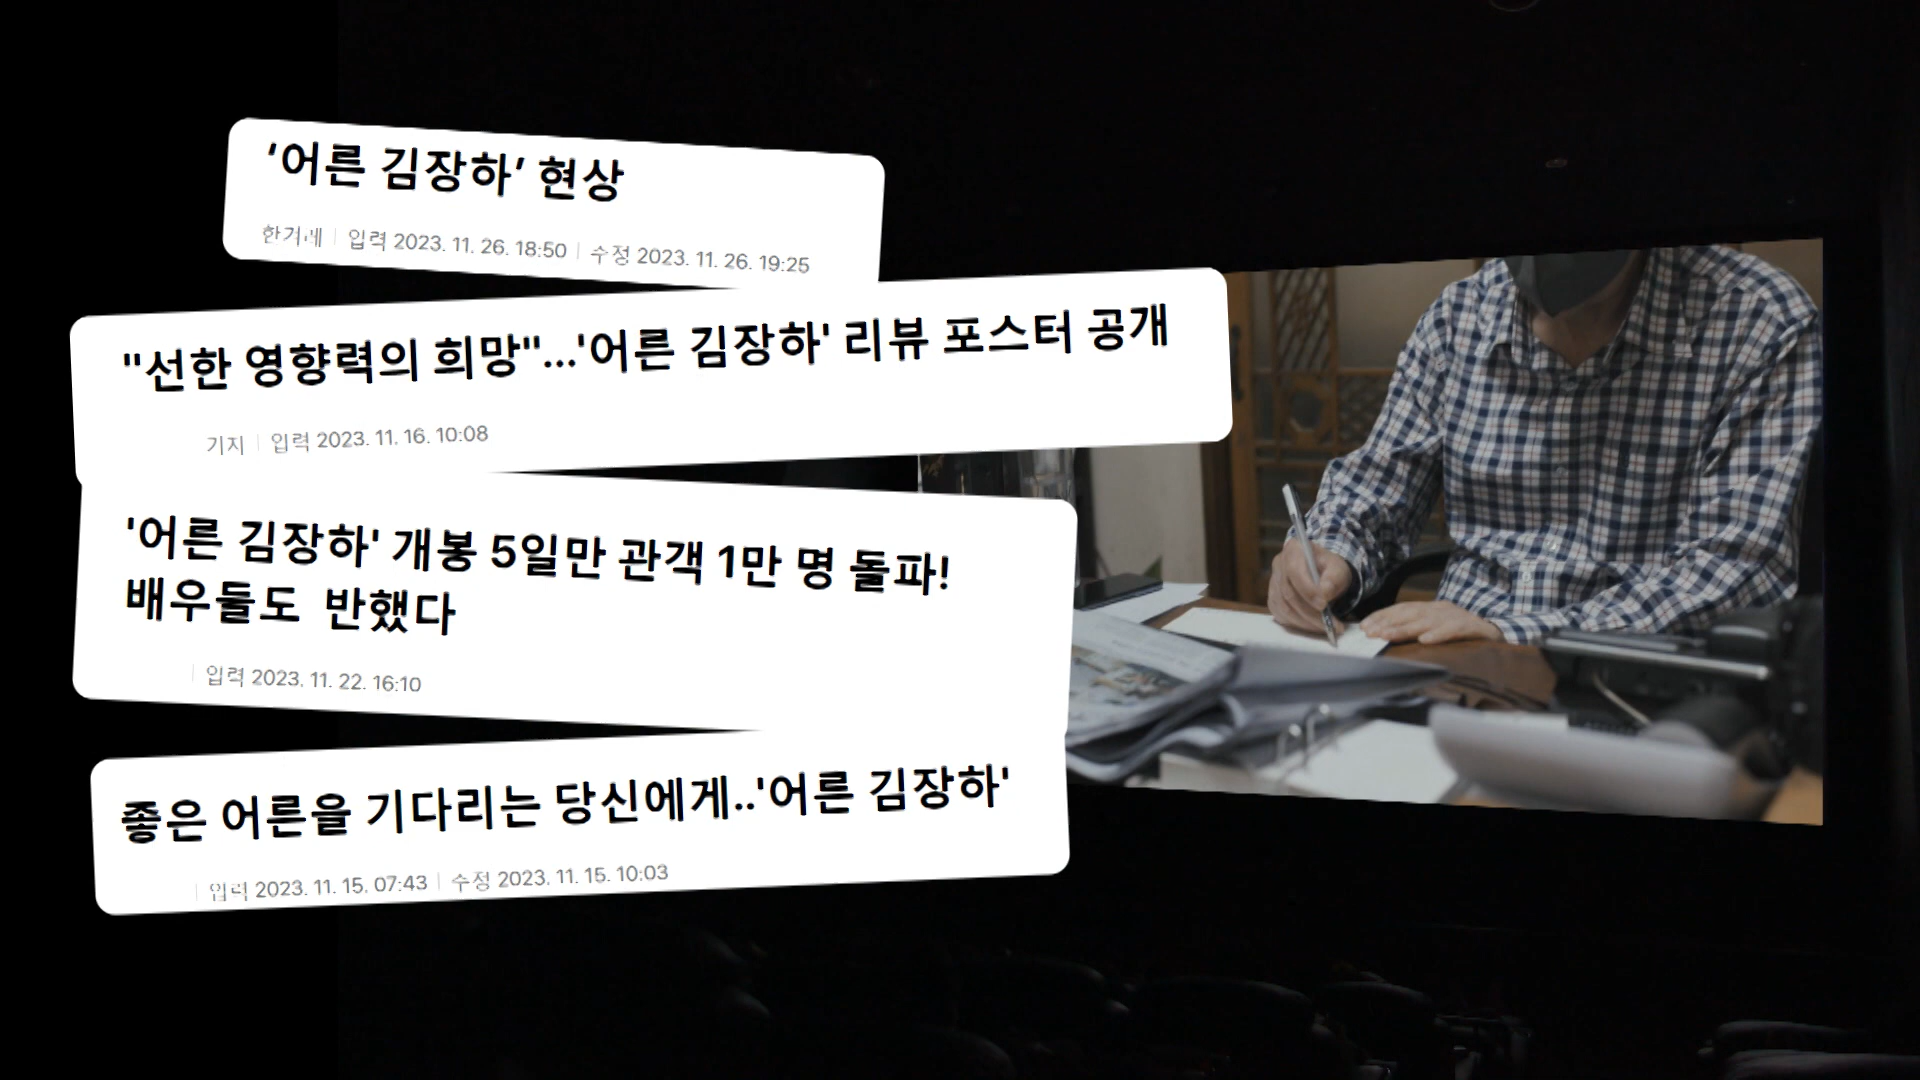 ‘어른 김장하’ 현상
한겨레 | 입력 2023. 11. 26. 18:50 | 수정 2023. 11. 26. 19:25
"선한 영향력의 희망"...'어른 김장하' 리뷰 포스터 공개
기지 | 입력 2023. 11. 16. 10:08
'어른 김장하' 개봉 5일만 관객 1만 명 돌파!
배우들도 반했다
입력 2023. 11. 22. 16:10
좋은 어른을 기다리는 당신에게..'어른 김장하'
입력 2023. 11. 15. 07:43 | 수정 2023. 11. 15. 10:03